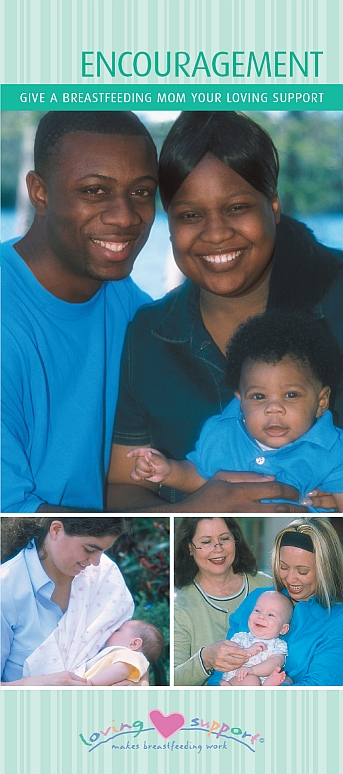 ENCOURAGEMENT
GIVE A BREASTFEEDING MOM YOUR LOVING SUPPORT
loving support®
makes breastfeeding work